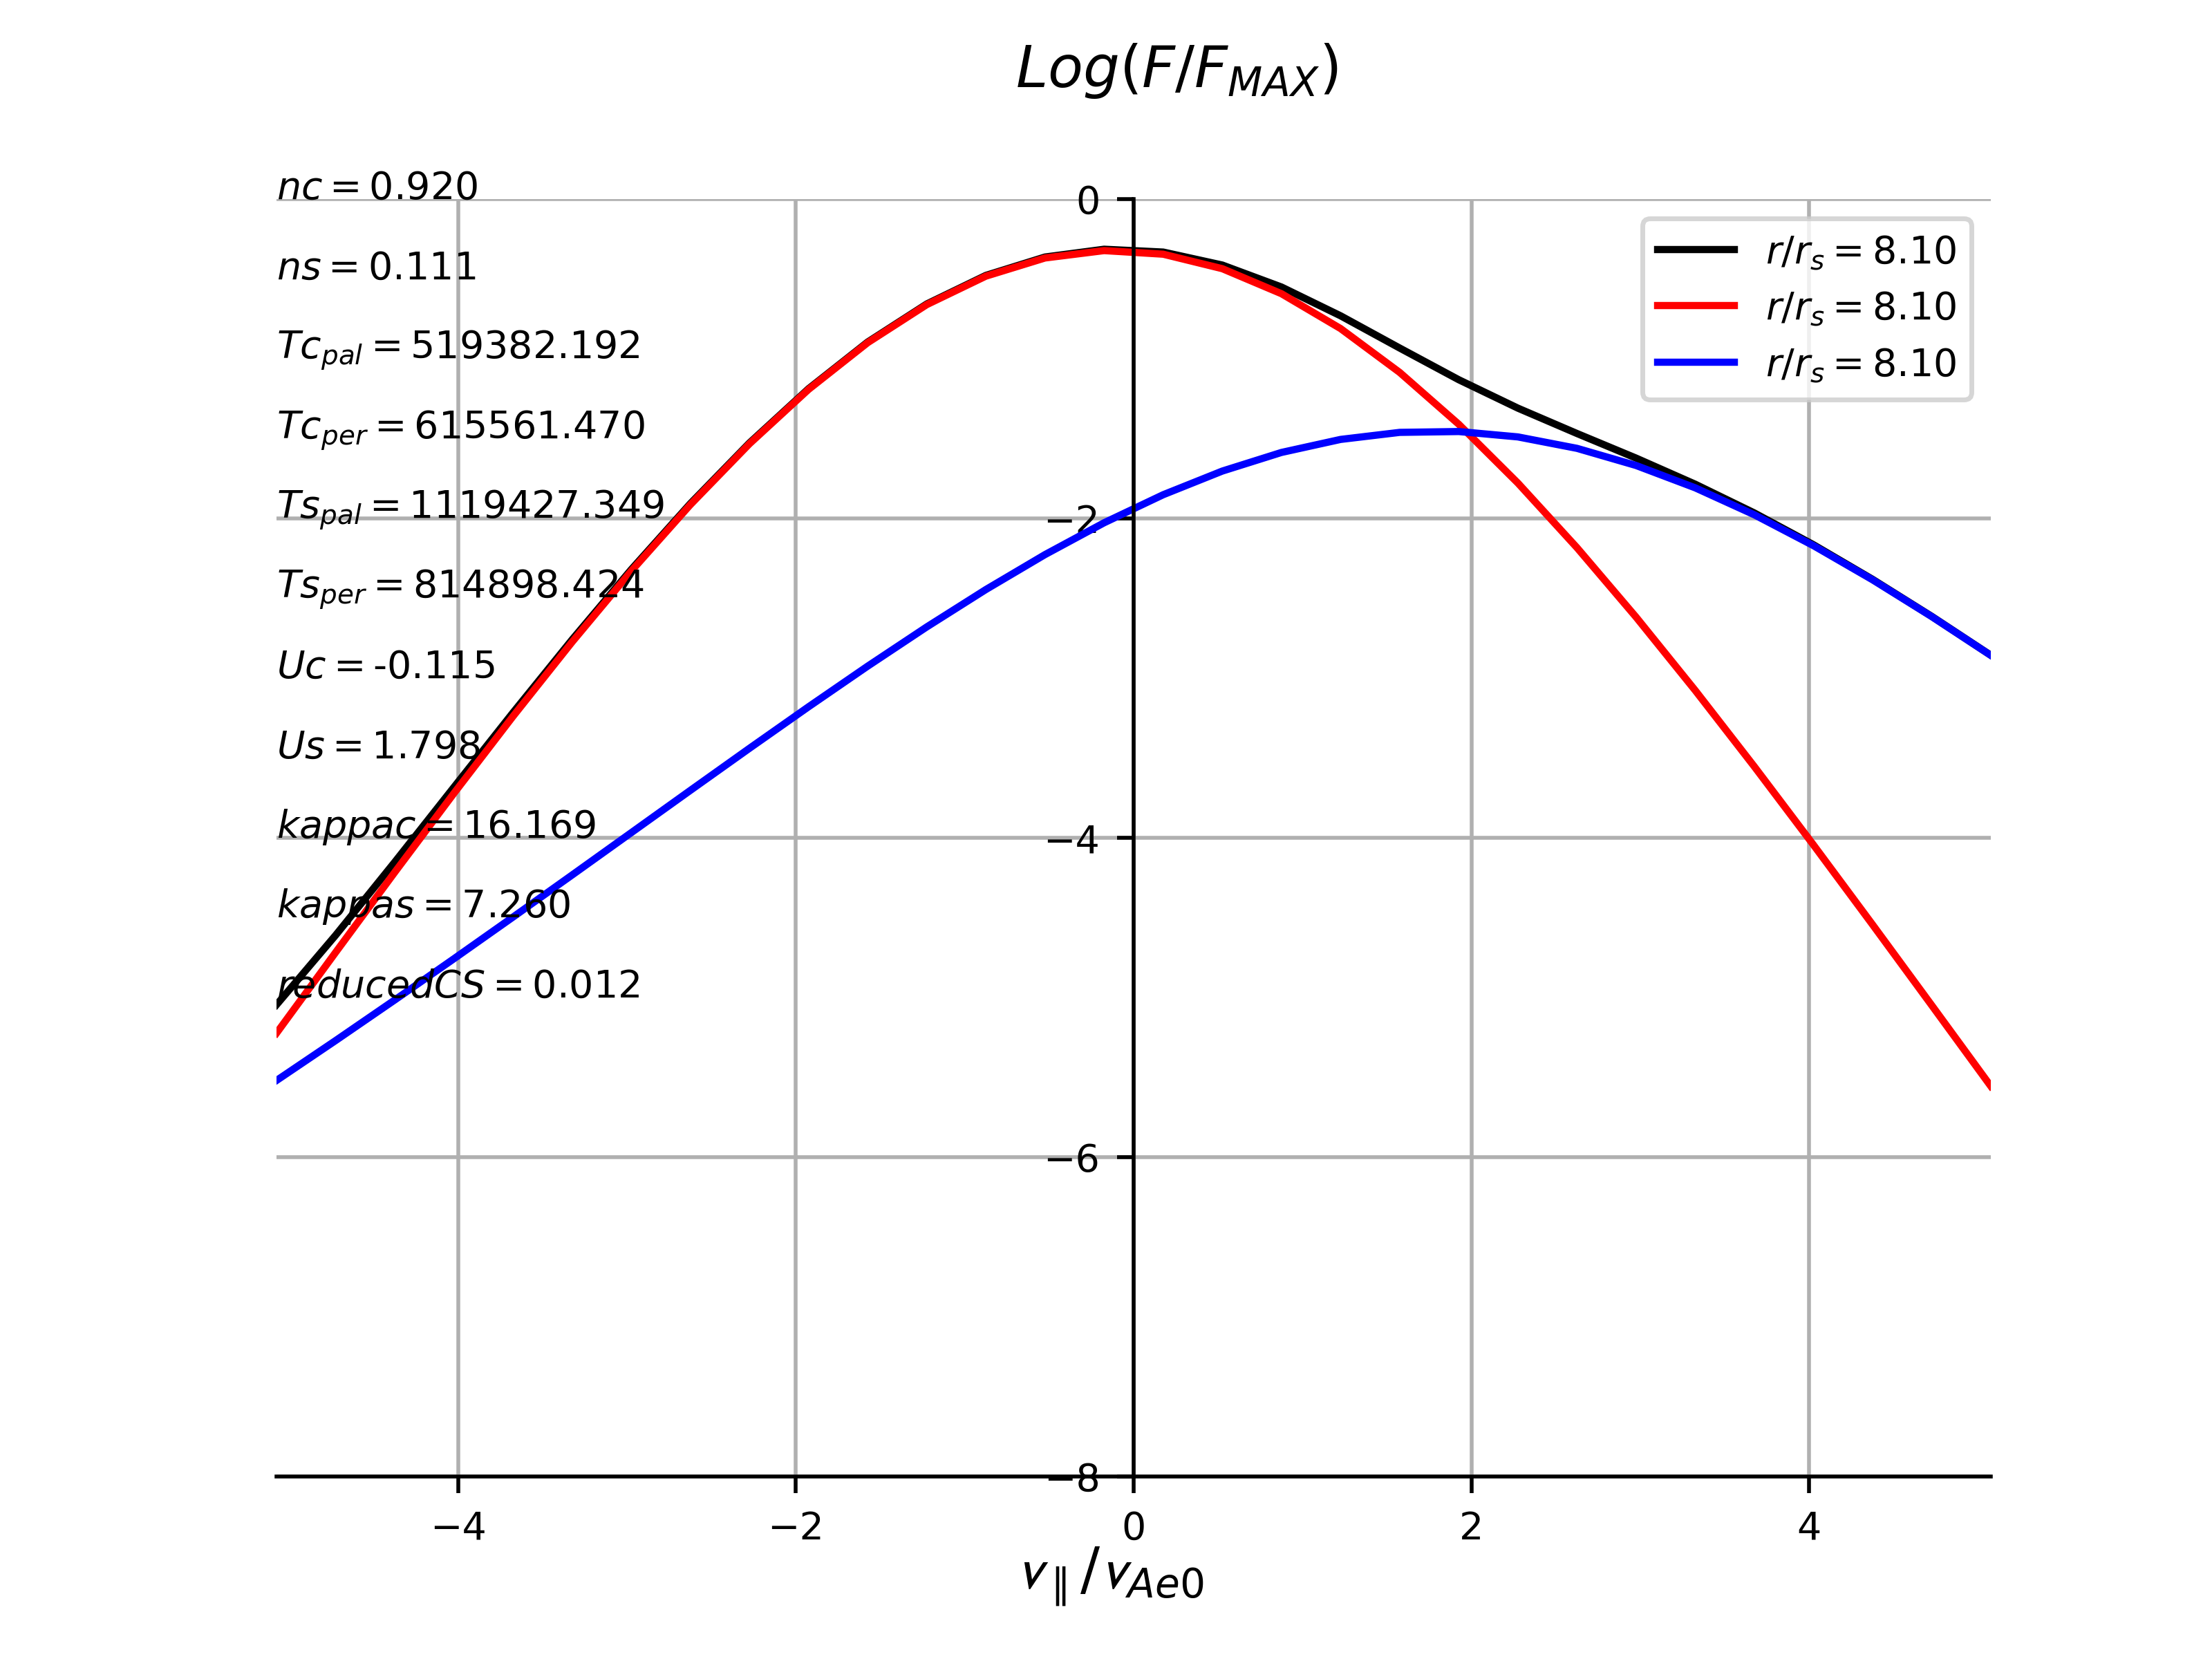 Log(F/F_MAX)
nc = 0.920
ns = 0.111
Tc_pal = 519382.192
Tc_per = 615561.470
Ts_pal = 1119427.349
Ts_per = 814898.424
Uc = -0.115
Us = 1.798
kappac = 16.169
kappas = 7.260
reducedCS = 0.012
0
−2
−4
−6
−8
r/r_s = 8.10
r/r_s = 8.10
r/r_s = 8.10
−4 −2 0 2 4
v_∥/v_Ae0